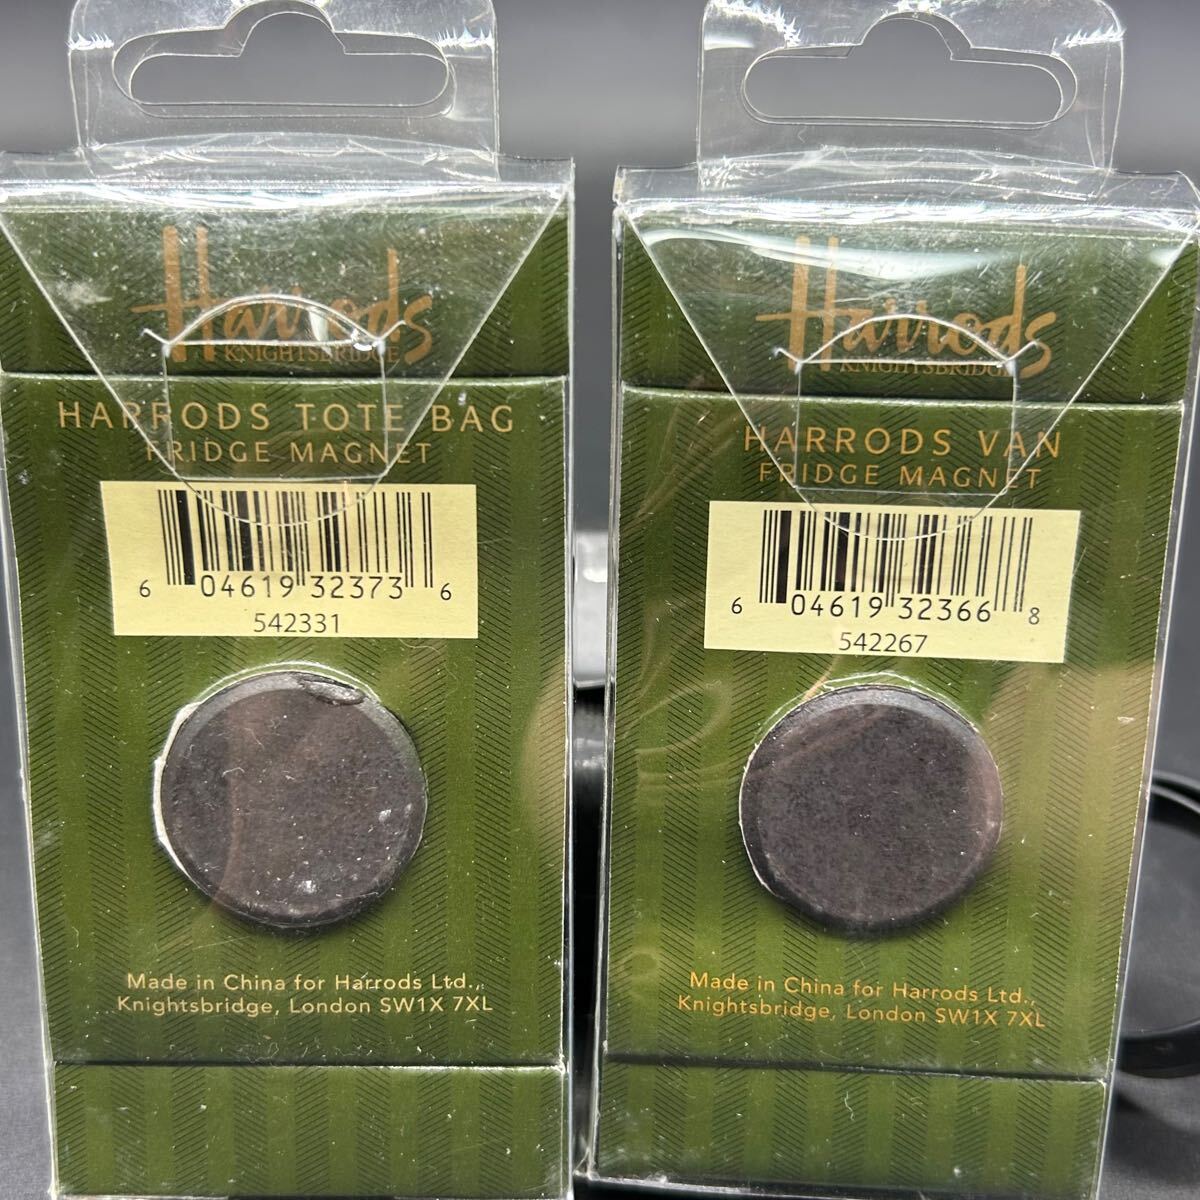 Harrods
KNIGHTSBRIDGE
HARRODS TOTE BAG
FRIDGE MAGNET
6 04619 32373 6
542331
Made in China for Harrods Ltd.,
Knightsbridge, London SW1X 7XL
Harrods
KNIGHTSBRIDGE
HARRODS VAN
FRIDGE MAGNET
6 04619 32366 8
542267
Made in China for Harrods Ltd.,
Knightsbridge, London SW1X 7XL